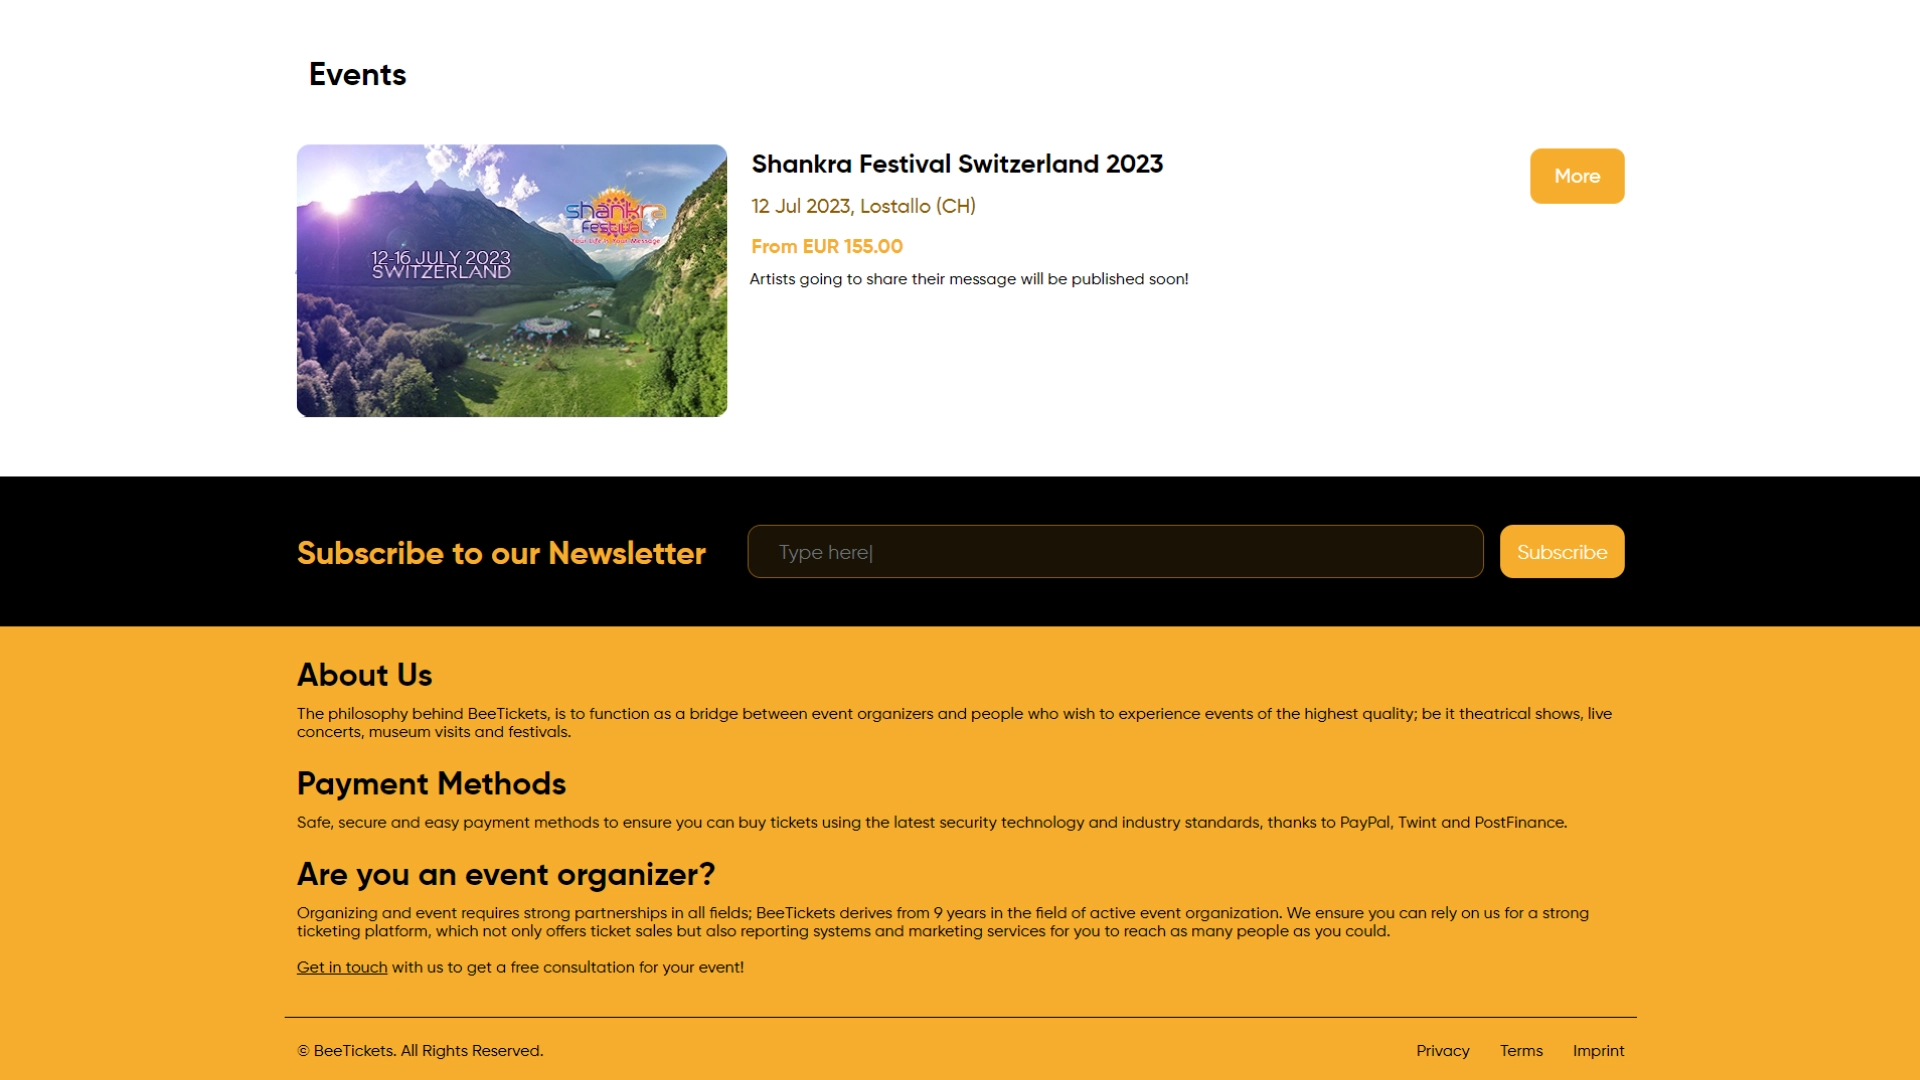 Events
shankra
festival
Your Life is Your Message
12-16 JULY 2023
SWITZERLAND
Shankra Festival Switzerland 2023
12 Jul 2023, Lostallo (CH)
From EUR 155.00
Artists going to share their message will be published soon!
More
Subscribe to our Newsletter
Type here|
Subscribe
About Us
The philosophy behind BeeTickets, is to function as a bridge between event organizers and people who wish to experience events of the highest quality; be it theatrical shows, live
concerts, museum visits and festivals.
Payment Methods
Safe, secure and easy payment methods to ensure you can buy tickets using the latest security technology and industry standards, thanks to PayPal, Twint and PostFinance.
Are you an event organizer?
Organizing and event requires strong partnerships in all fields; BeeTickets derives from 9 years in the field of active event organization. We ensure you can rely on us for a strong
ticketing platform, which not only offers ticket sales but also reporting systems and marketing services for you to reach as many people as you could.
Get in touch with us to get a free consultation for your event!
© BeeTickets. All Rights Reserved.
Privacy
Terms
Imprint